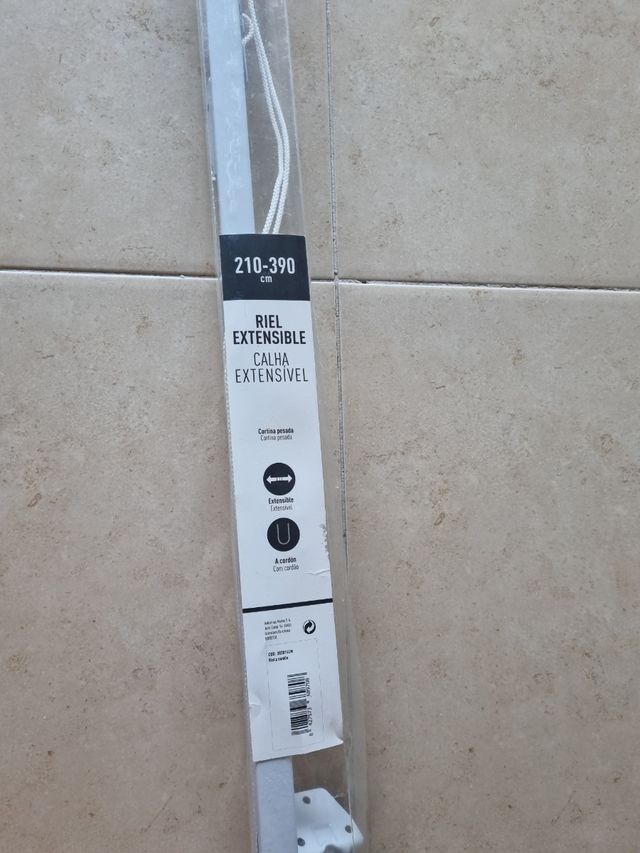 210-390
cm
RIEL
EXTENSIBLE
CALHA
EXTENSÍVEL
Cortina pesada
Cortina pesada
Extensible
Extensível
A cordón
Com cordão